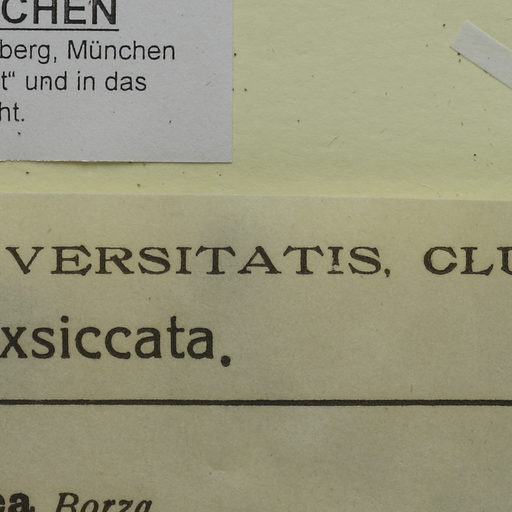 CHEN
berg, München
t“ und in das
ht.
VERSITATIS, CLU
xsiccata.
ea Borza